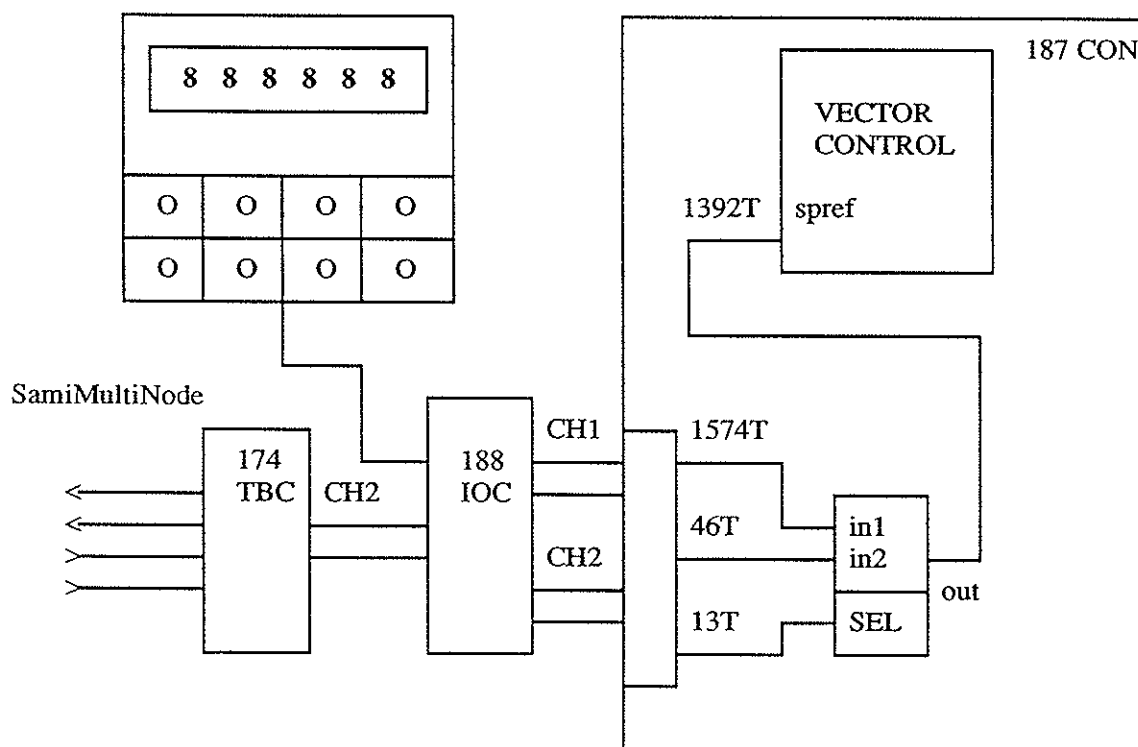 187 CON
8 8 8 8 8 8
VECTOR
CONTROL
O O O O
1392T spref
O O O O
SamiMultiNode
CH1 1574T
174
TBC CH2
188
IOC
46T in1
CH2 in2
out
13T SEL